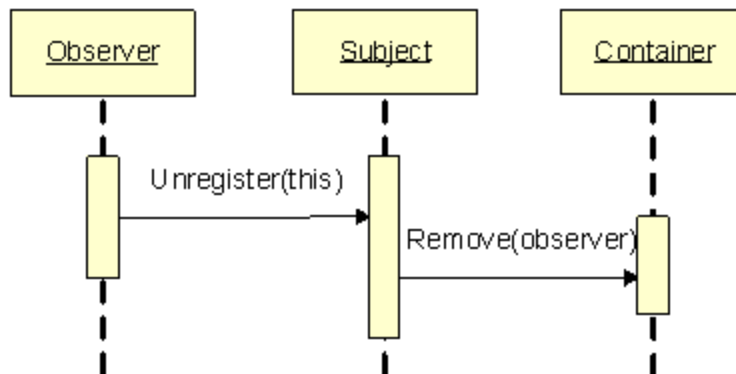 Observer
Subject
Container
Unregister(this)
Remove(observer)